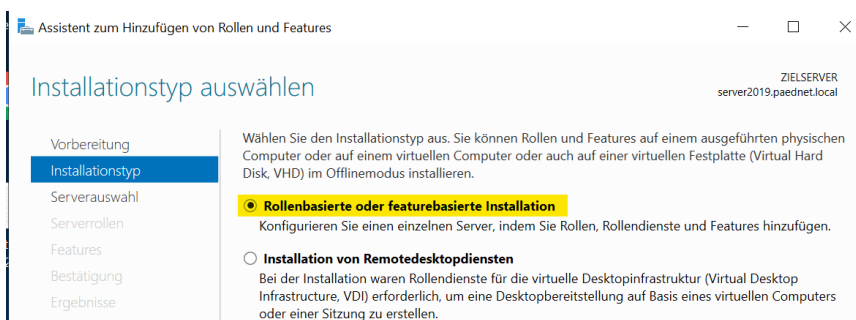 Assistent zum Hinzufügen von Rollen und Features
Installationstyp auswählen
ZIELSERVER
server2019.paednet.local
Vorbereitung
Installationstyp
Serverauswahl
Serverrollen
Features
Bestätigung
Ergebnisse
Wählen Sie den Installationstyp aus. Sie können Rollen und Features auf einem ausgeführten physischen
Computer oder auf einem virtuellen Computer oder auch auf einer virtuellen Festplatte (Virtual Hard
Disk, VHD) im Offlinemodus installieren.
Rollenbasierte oder featurebasierte Installation
Konfigurieren Sie einen einzelnen Server, indem Sie Rollen, Rollendienste und Features hinzufügen.
Installation von Remotedesktopdiensten
Bei der Installation waren Rollendienste für die virtuelle Desktopinfrastruktur (Virtual Desktop
Infrastructure, VDI) erforderlich, um eine Desktopbereitstellung auf Basis eines virtuellen Computers
oder einer Sitzung zu erstellen.